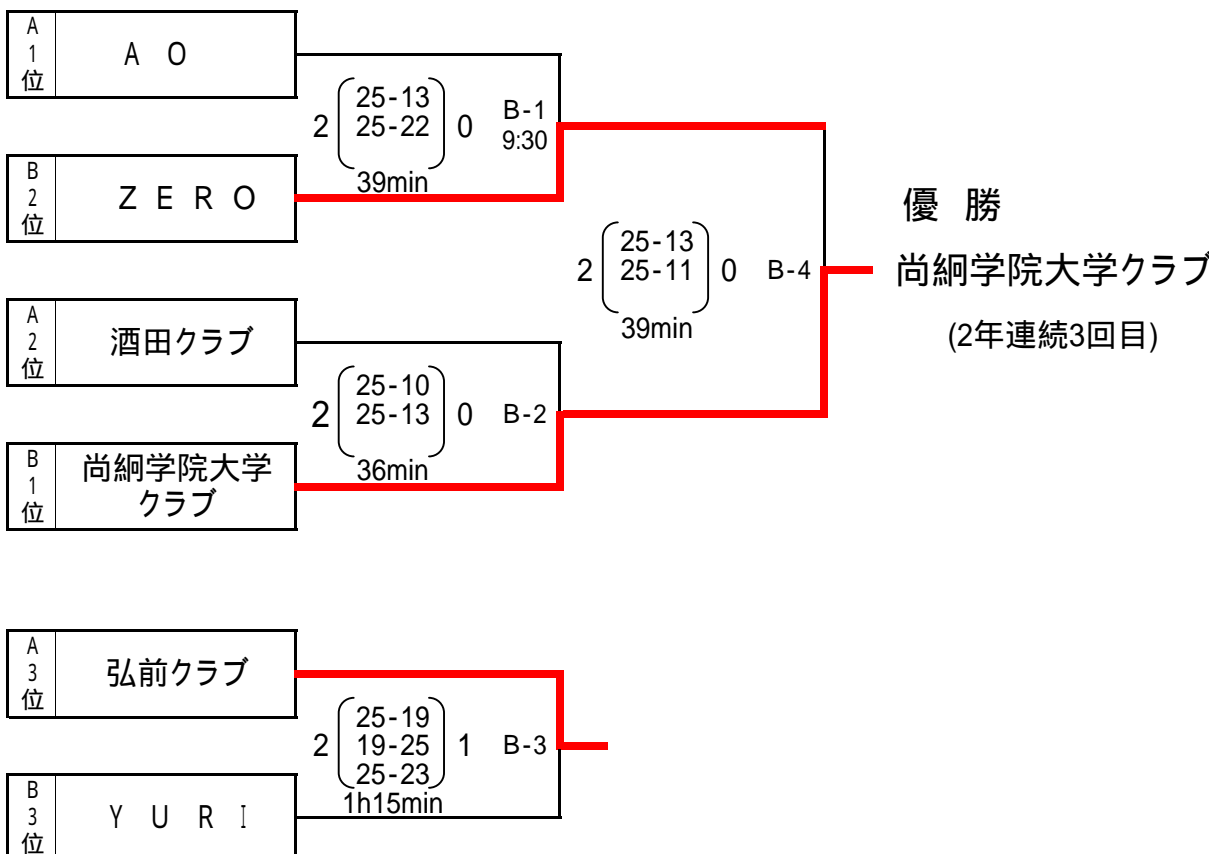 A
1
位
A O
2
25-13
25-22
0
39min
B-1
9:30
B
2
位
Z E R O
A
2
位
酒田クラブ
2
25-10
25-13
0
36min
B-2
B
1
位
尚絅学院大学
クラブ
2
25-13
25-11
0
39min
B-4
優 勝
尚絅学院大学クラブ
(2年連続3回目)
A
3
位
弘前クラブ
2
25-19
19-25
25-23
1
1h15min
B-3
B
3
位
Y U R I